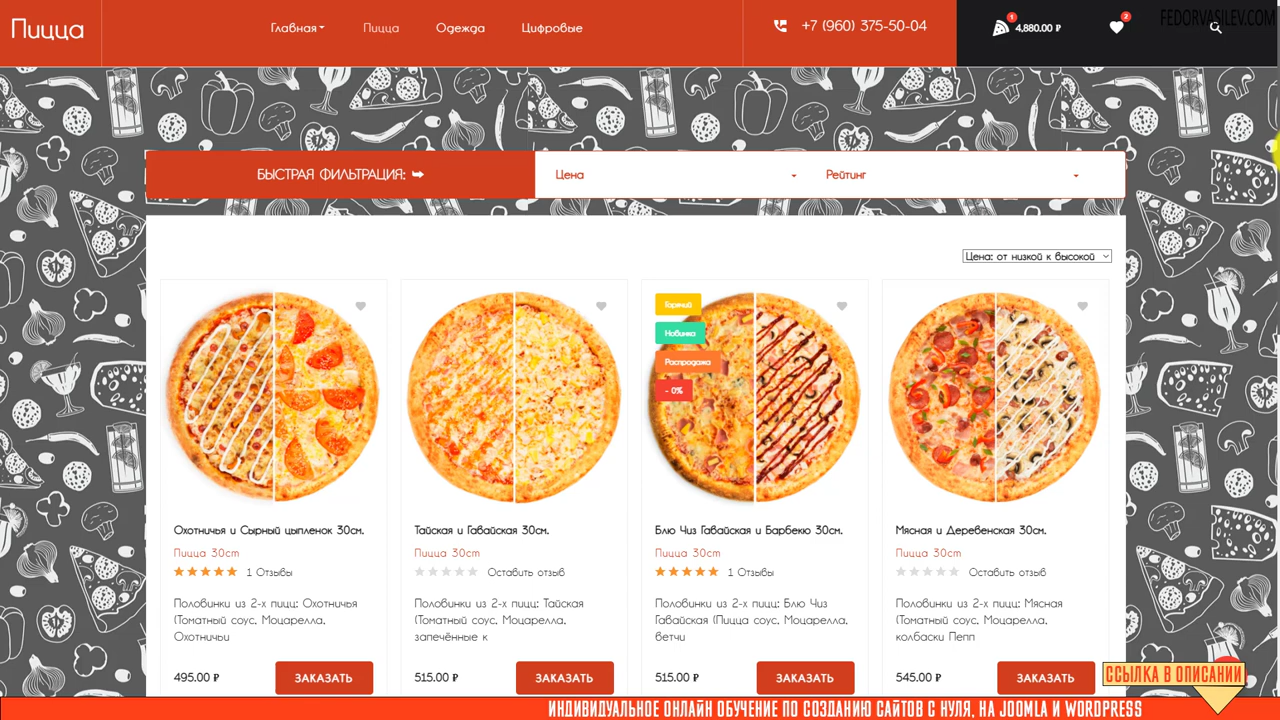 Пицца
Главная
Пицца
Одежда
Цифровые
+7 (960) 375-50-04
1
4,880.00 ₽
2
FEDORVASILEV.COM
БЫСТРАЯ ФИЛЬТРАЦИЯ:
Цена
Рейтинг
Цена: от низкой к высокой
Горячий
Новинка
Распродажа
- 0%
Охотничья и Сырный цыпленок 30см.
Пицца 30cm
1 Отзывы
Половинки из 2-х пицц: Охотничья
(Томатный соус, Моцарелла,
Охотничьи
495.00 ₽
ЗАКАЗАТЬ
Тайская и Гавайская 30см.
Пицца 30cm
Оставить отзыв
Половинки из 2-х пицц: Тайская
(Томатный соус, Моцарелла,
запечённые к
515.00 ₽
ЗАКАЗАТЬ
Блю Чиз Гавайская и Барбекю 30см.
Пицца 30cm
1 Отзывы
Половинки из 2-х пицц: Блю Чиз
Гавайская (Пицца соус, Моцарелла,
ветчи
515.00 ₽
ЗАКАЗАТЬ
Мясная и Деревенская 30см.
Пицца 30cm
Оставить отзыв
Половинки из 2-х пицц: Мясная
(Томатный соус, Моцарелла,
колбаски Пепп
545.00 ₽
ЗАКАЗАТЬ
ССЫЛКА В ОПИСАНИИ
ИНДИВИДУАЛЬНОЕ ОНЛАЙН ОБУЧЕНИЕ ПО СОЗДАНИЮ САЙТОВ С НУЛЯ, НА JOOMLA И WORDPRESS